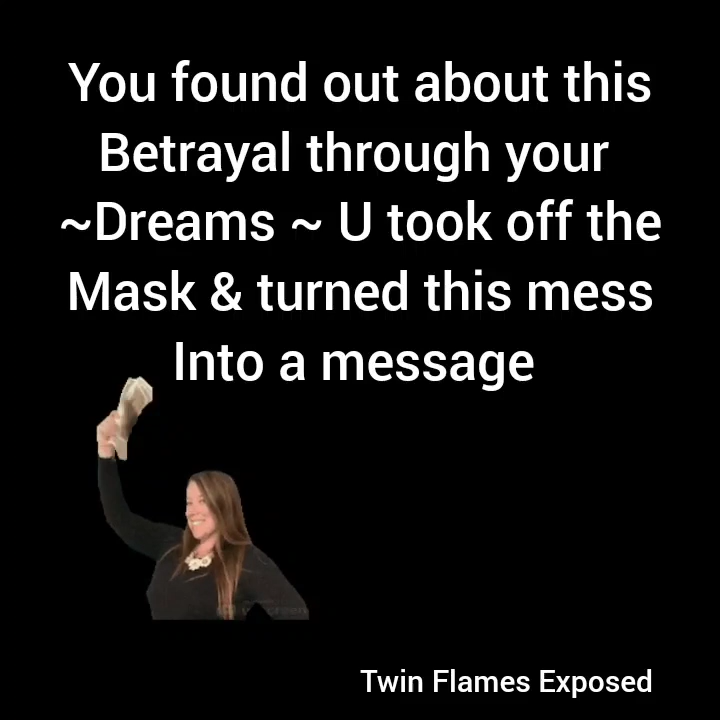 You found out about this
Betrayal through your
~Dreams ~ U took off the
Mask & turned this mess
Into a message
Twin Flames Exposed